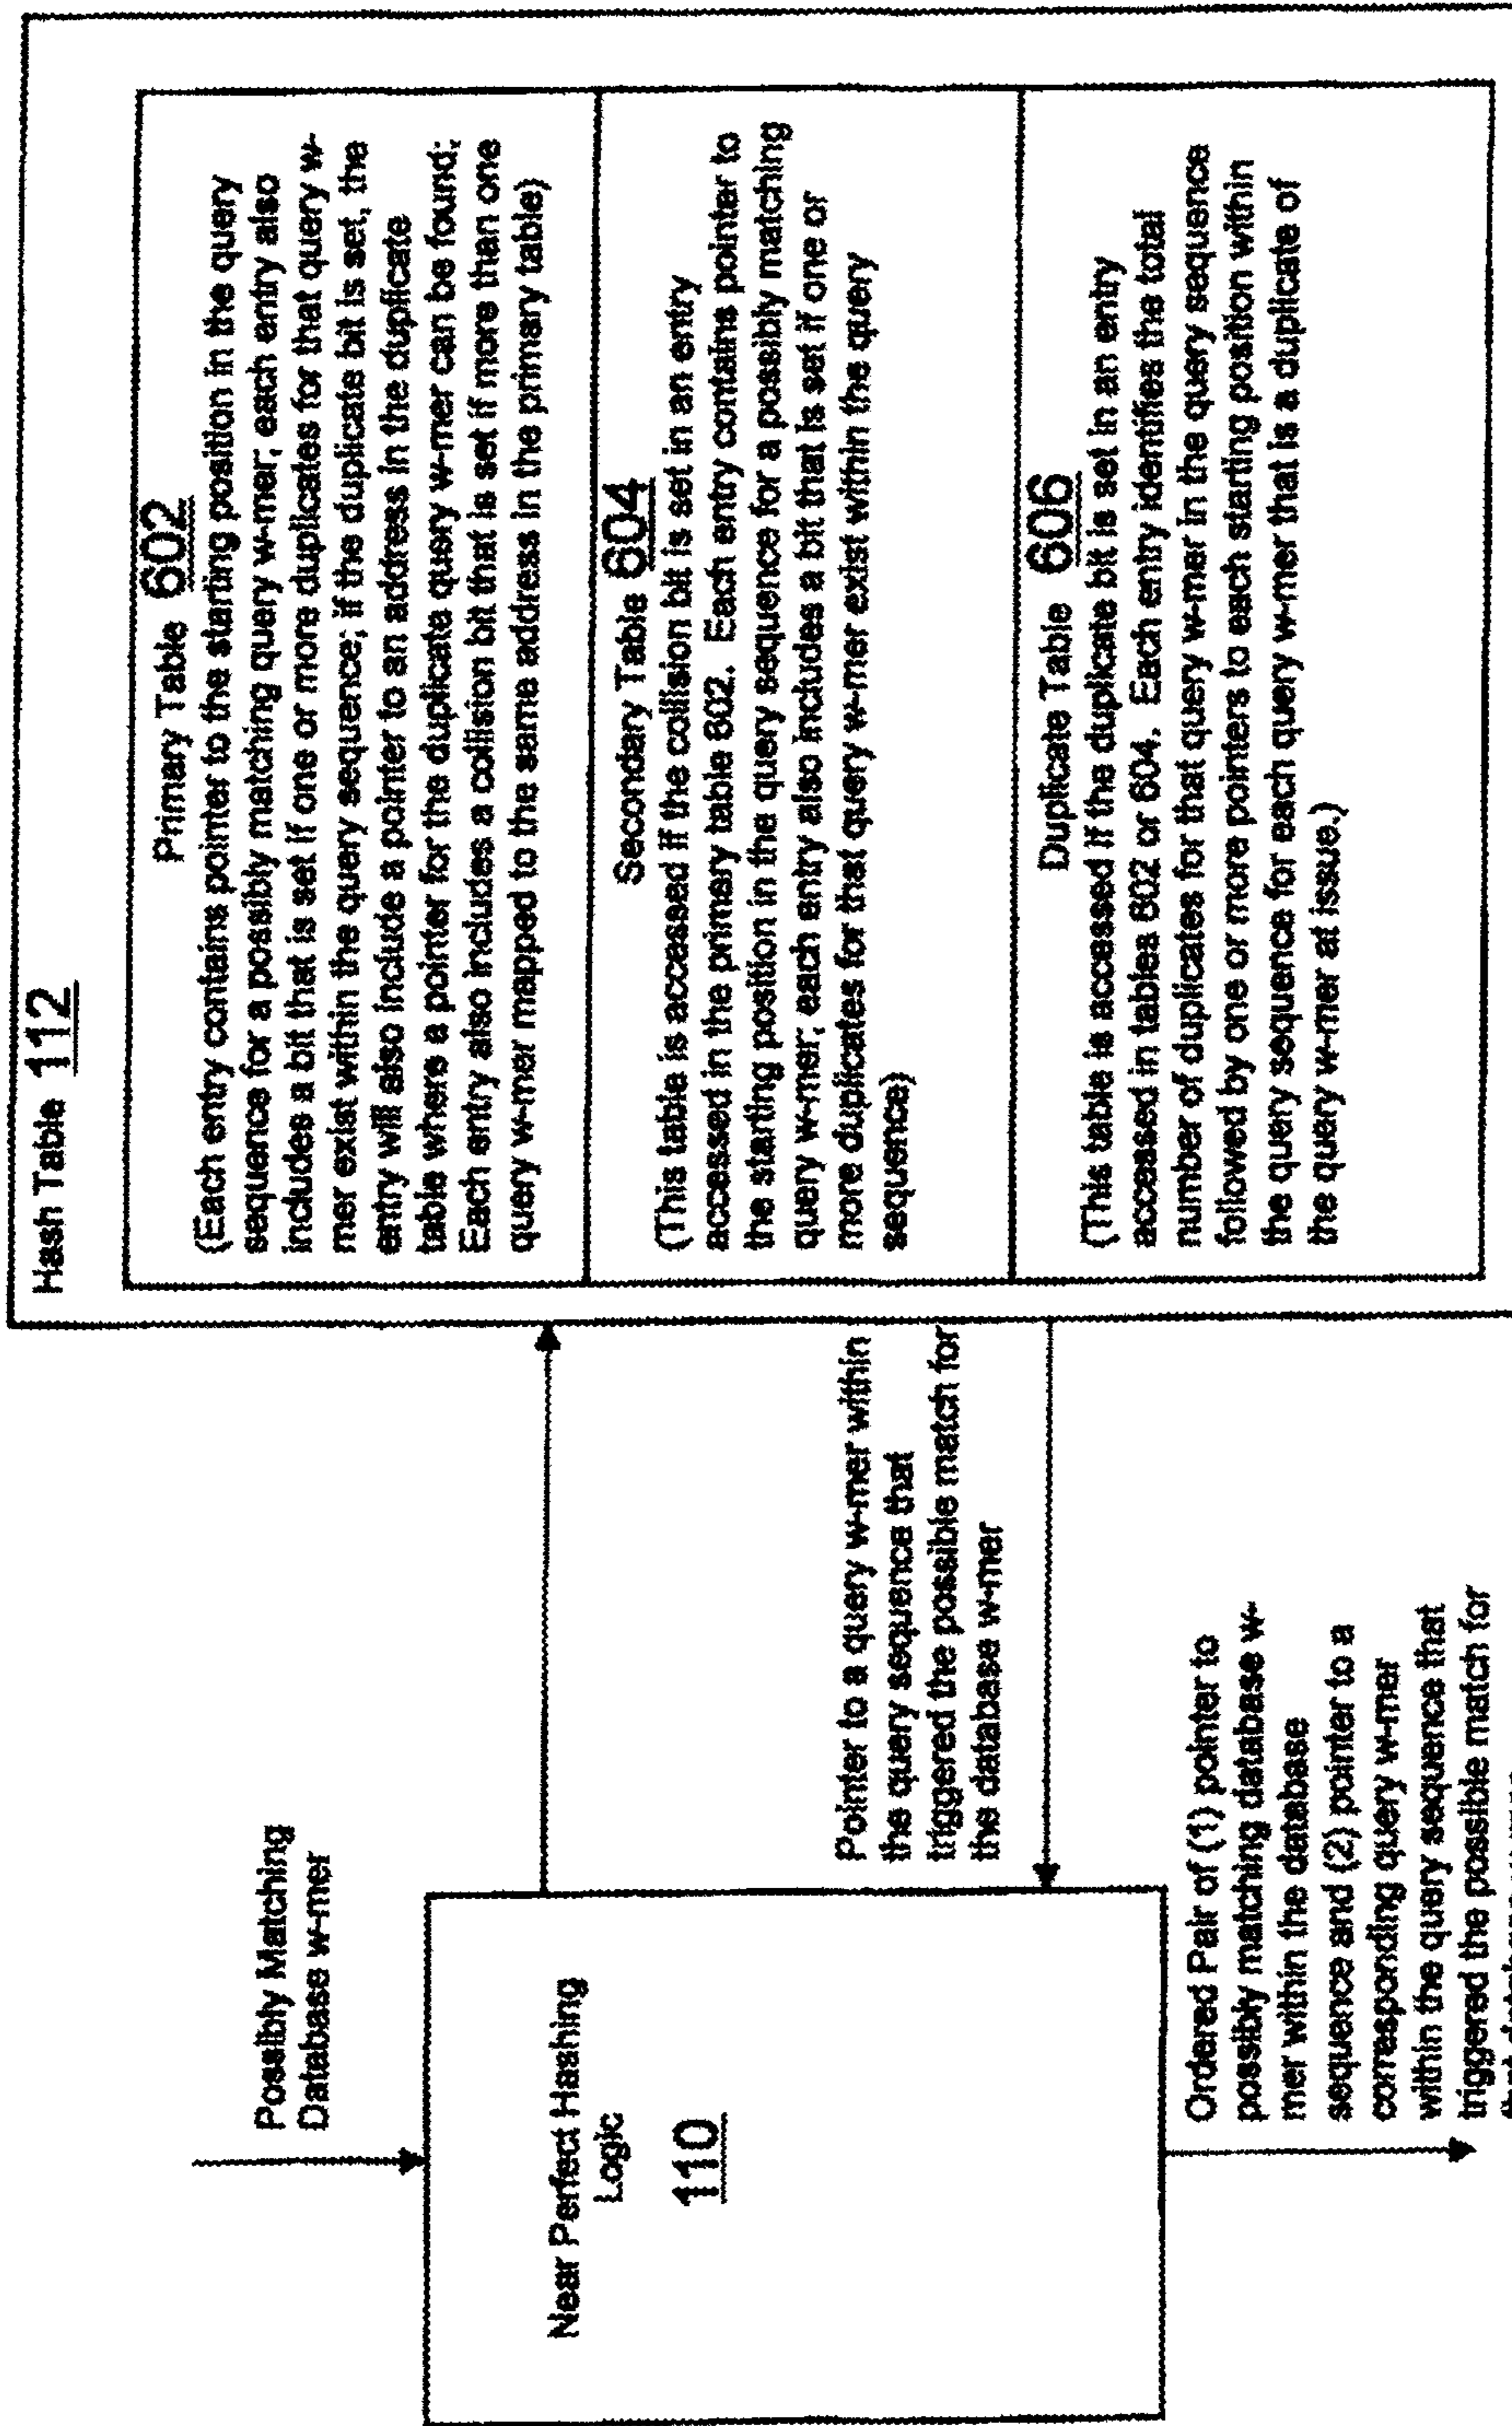 Hash Table 112
Primary Table 602
(Each entry contains pointer to the starting position in the query
sequence for a possibly matching query w-mer; each entry also
includes a bit that is set if one or more duplicates for that query w-
mer exist within the query sequence; if the duplicate bit is set, the
entry will also include a pointer to an address in the duplicate
table where a pointer for the duplicate query w-mer can be found;
Each entry also includes a collision bit that is set if more than one
query w-mer mapped to the same address in the primary table)
Secondary Table 604
(This table is accessed if the collision bit is set in an entry
accessed in the primary table 602. Each entry contains pointer to
the starting position in the query sequence for a possibly matching
query w-mer; each entry also includes a bit that is set if one or
more duplicates for that query w-mer exist within the query
sequence)
Duplicate Table 606
(This table is accessed if the duplicate bit is set in an entry
accessed in tables 602 or 604. Each entry identifies the total
number of duplicates for that query w-mer in the query sequence
followed by one or more pointers to each starting position within
the query sequence for each query w-mer that is a duplicate of
the query w-mer at issue.)
Possibly Matching
Database w-mer
Near Perfect Hashing
Logic
110
Pointer to a query w-mer within
the query sequence that
triggered the possible match for
the database w-mer
Ordered Pair of (1) pointer to
possibly matching database w-
mer within the database
sequence and (2) pointer to a
corresponding query w-mer
within the query sequence that
triggered the possible match for